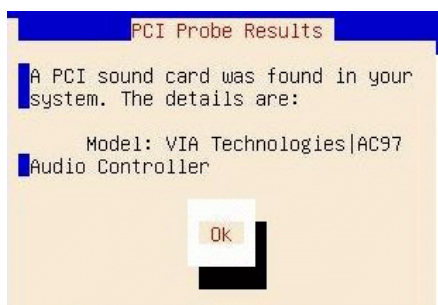 PCI Probe Results
A PCI sound card was found in your
system. The details are:
Model: VIA Technologies|AC97
Audio Controller
Ok